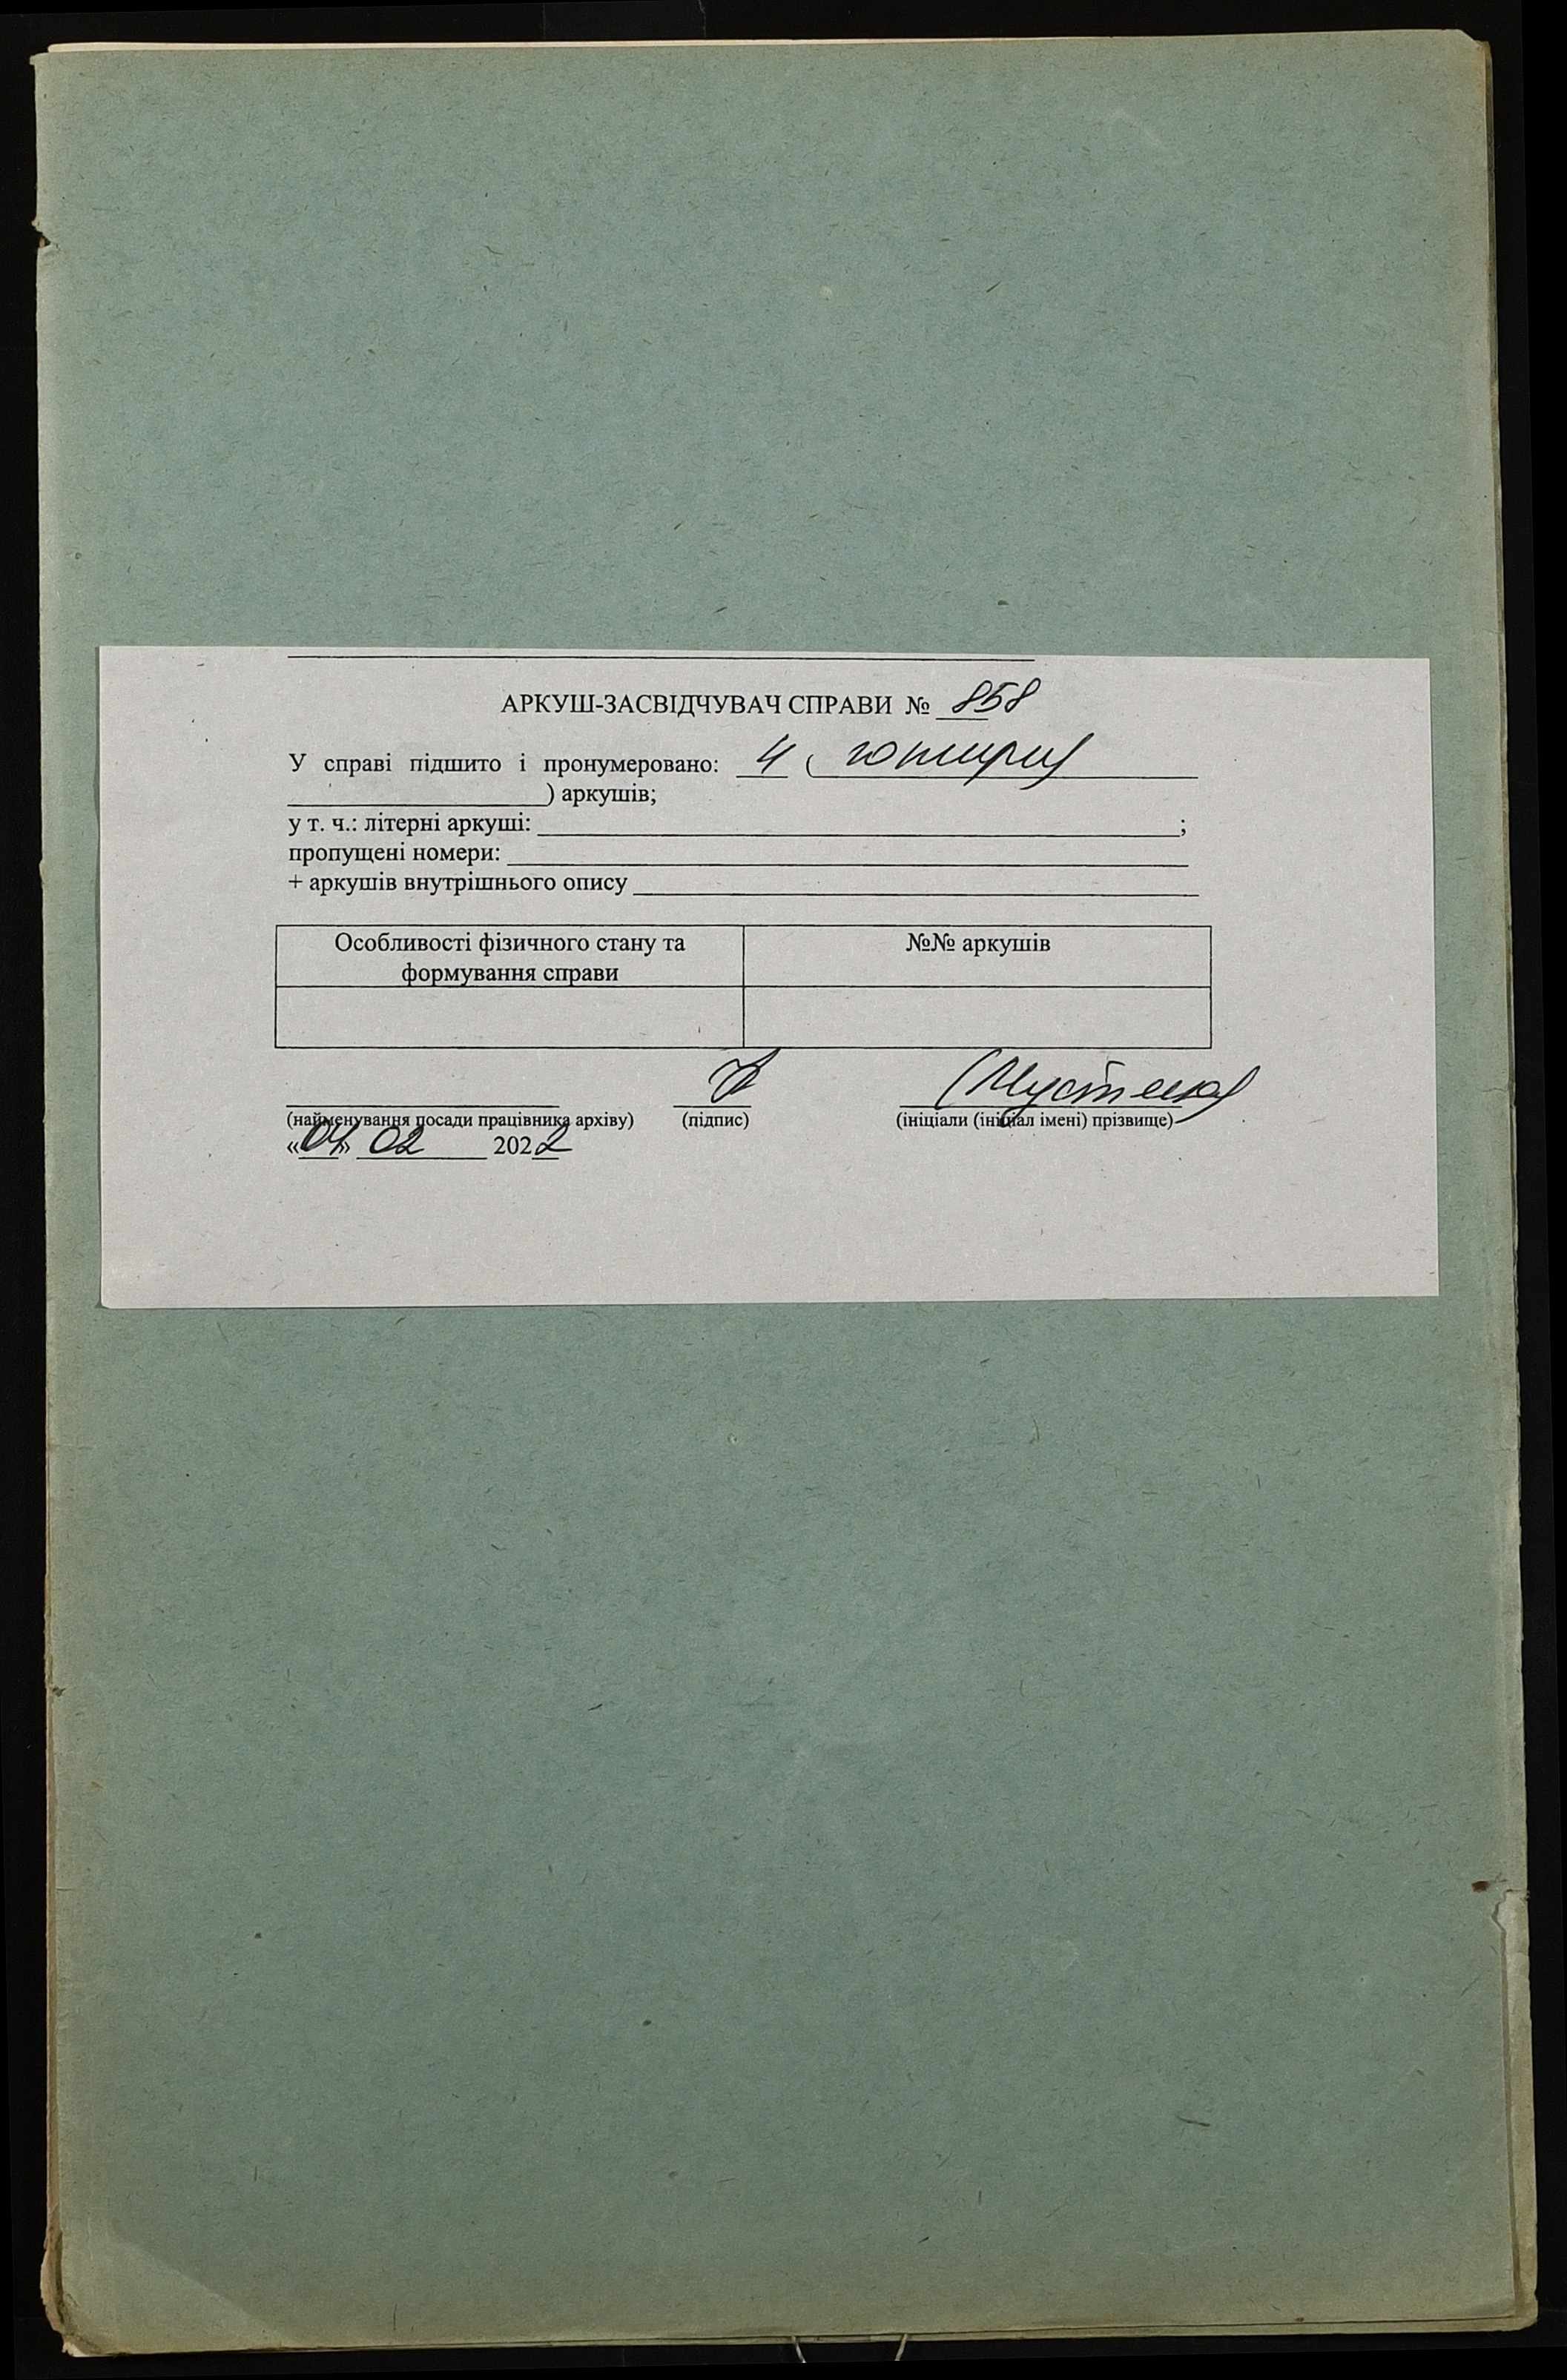 АРКУШ-ЗАСВІДЧУВАЧ СПРАВИ № 858
У справі підшито і пронумеровано: 4 ( чотири
) аркушів;
у т. ч.: літерні аркуші: ;
пропущені номери:
+ аркушів внутрішнього опису
Особливості фізичного стану та формування справи
№№ аркушів
(найменування посади працівника архіву) (підпис) (ініціали (ініціал імені) прізвище)
«04» 02 2022